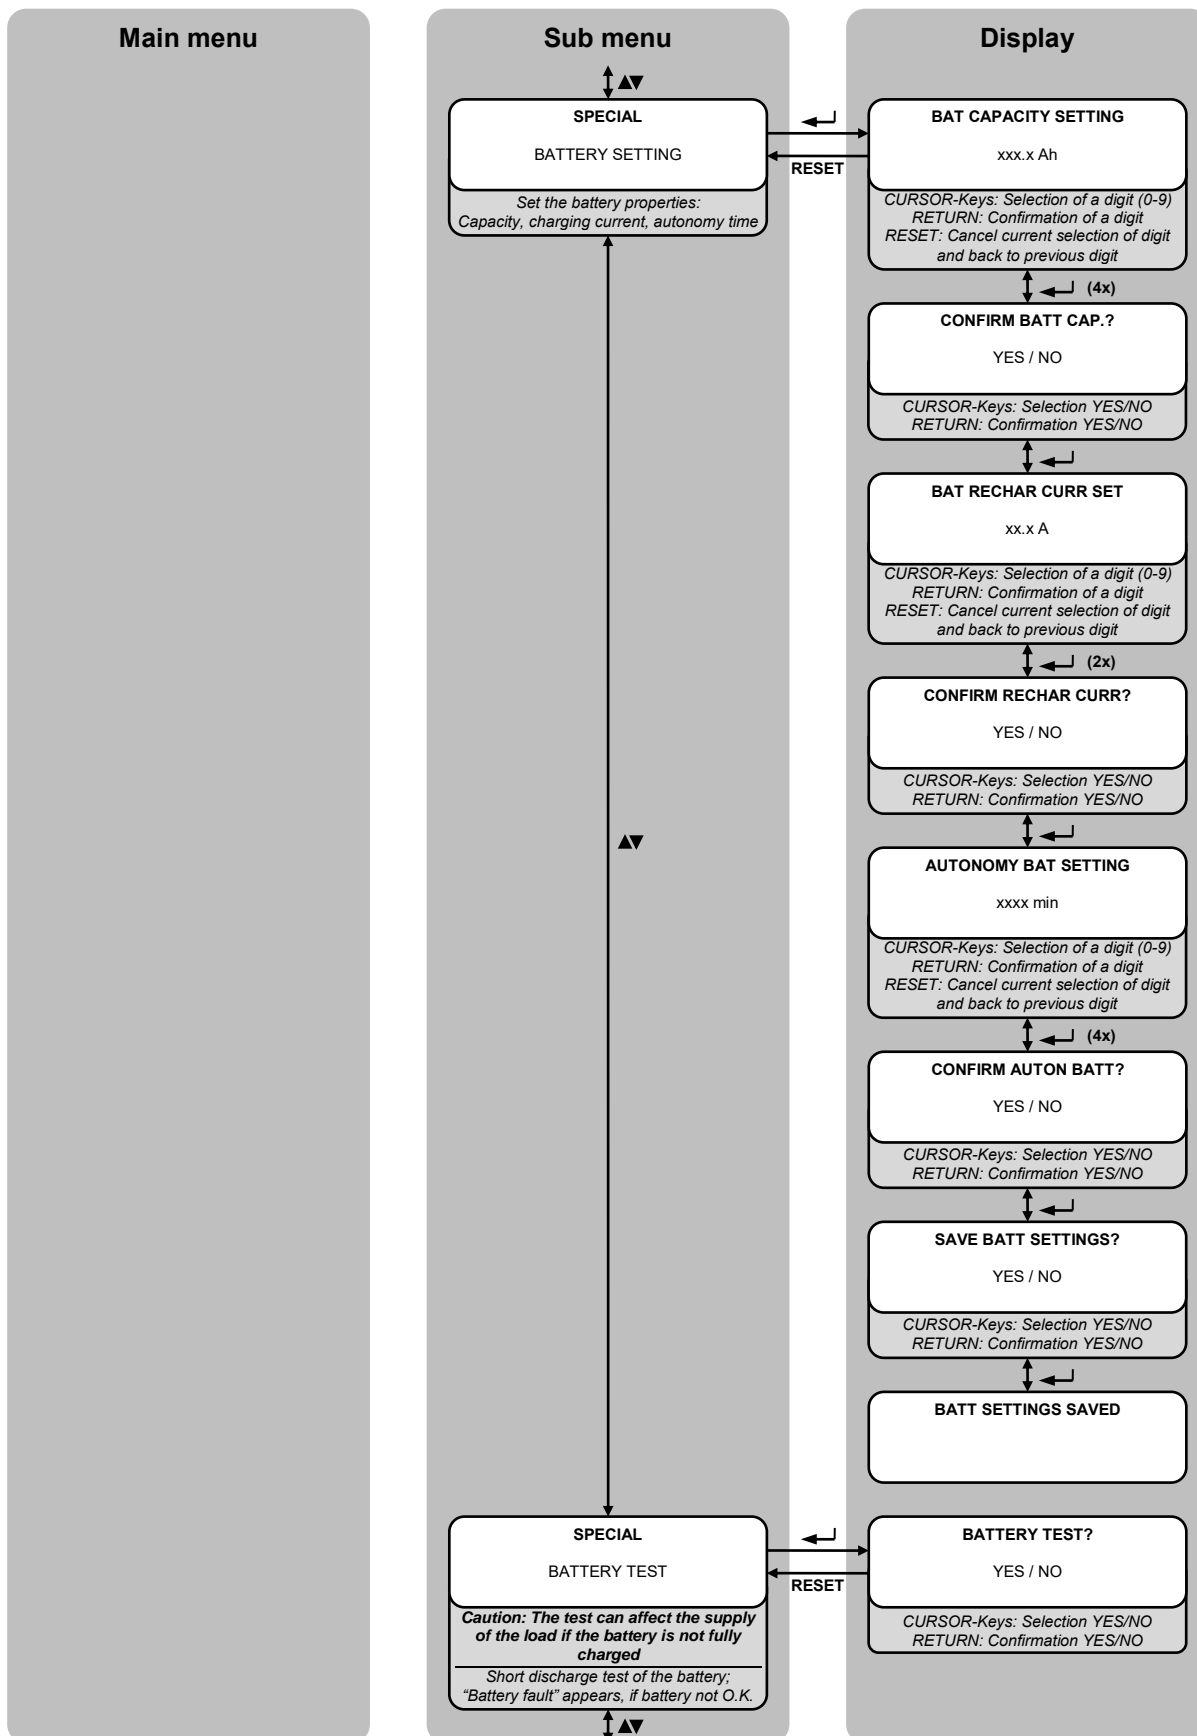 Main menu
Sub menu
Display
▲▼
SPECIAL
BATTERY SETTING
Set the battery properties:
Capacity, charging current, autonomy time
RESET
BAT CAPACITY SETTING
xxx.x Ah
CURSOR-Keys: Selection of a digit (0-9)
RETURN: Confirmation of a digit
RESET: Cancel current selection of digit
and back to previous digit
(4x)
CONFIRM BATT CAP.?
YES / NO
CURSOR-Keys: Selection YES/NO
RETURN: Confirmation YES/NO
BAT RECHAR CURR SET
xx.x A
CURSOR-Keys: Selection of a digit (0-9)
RETURN: Confirmation of a digit
RESET: Cancel current selection of digit
and back to previous digit
(2x)
CONFIRM RECHAR CURR?
YES / NO
CURSOR-Keys: Selection YES/NO
RETURN: Confirmation YES/NO
▲▼
AUTONOMY BAT SETTING
xxxx min
CURSOR-Keys: Selection of a digit (0-9)
RETURN: Confirmation of a digit
RESET: Cancel current selection of digit
and back to previous digit
(4x)
CONFIRM AUTON BATT?
YES / NO
CURSOR-Keys: Selection YES/NO
RETURN: Confirmation YES/NO
SAVE BATT SETTINGS?
YES / NO
CURSOR-Keys: Selection YES/NO
RETURN: Confirmation YES/NO
BATT SETTINGS SAVED
SPECIAL
BATTERY TEST
Caution: The test can affect the supply
of the load if the battery is not fully
charged
Short discharge test of the battery;
“Battery fault” appears, if battery not O.K.
RESET
BATTERY TEST?
YES / NO
CURSOR-Keys: Selection YES/NO
RETURN: Confirmation YES/NO
▲▼